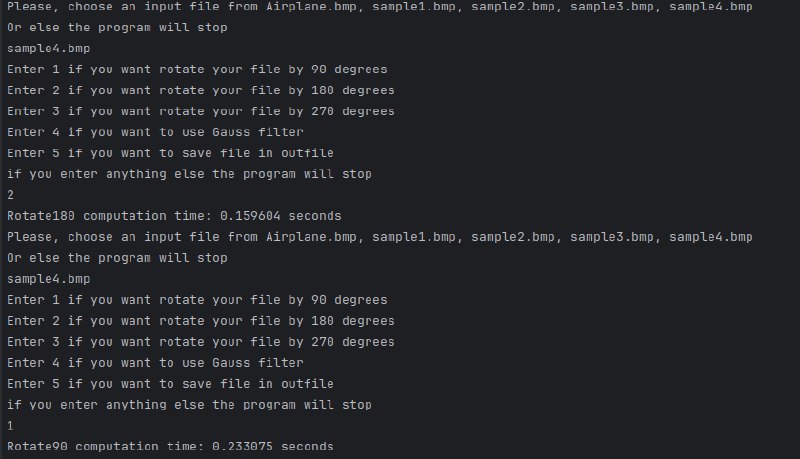 Please, choose an input file from Airplane.bmp, sample1.bmp, sample2.bmp, sample3.bmp, sample4.bmp
Or else the program will stop
sample4.bmp
Enter 1 if you want rotate your file by 90 degrees
Enter 2 if you want rotate your file by 180 degrees
Enter 3 if you want rotate your file by 270 degrees
Enter 4 if you want to use Gauss filter
Enter 5 if you want to save file in outfile
if you enter anything else the program will stop
2
Rotate180 computation time: 0.159604 seconds
Please, choose an input file from Airplane.bmp, sample1.bmp, sample2.bmp, sample3.bmp, sample4.bmp
Or else the program will stop
sample4.bmp
Enter 1 if you want rotate your file by 90 degrees
Enter 2 if you want rotate your file by 180 degrees
Enter 3 if you want rotate your file by 270 degrees
Enter 4 if you want to use Gauss filter
Enter 5 if you want to save file in outfile
if you enter anything else the program will stop
1
Rotate90 computation time: 0.233075 seconds